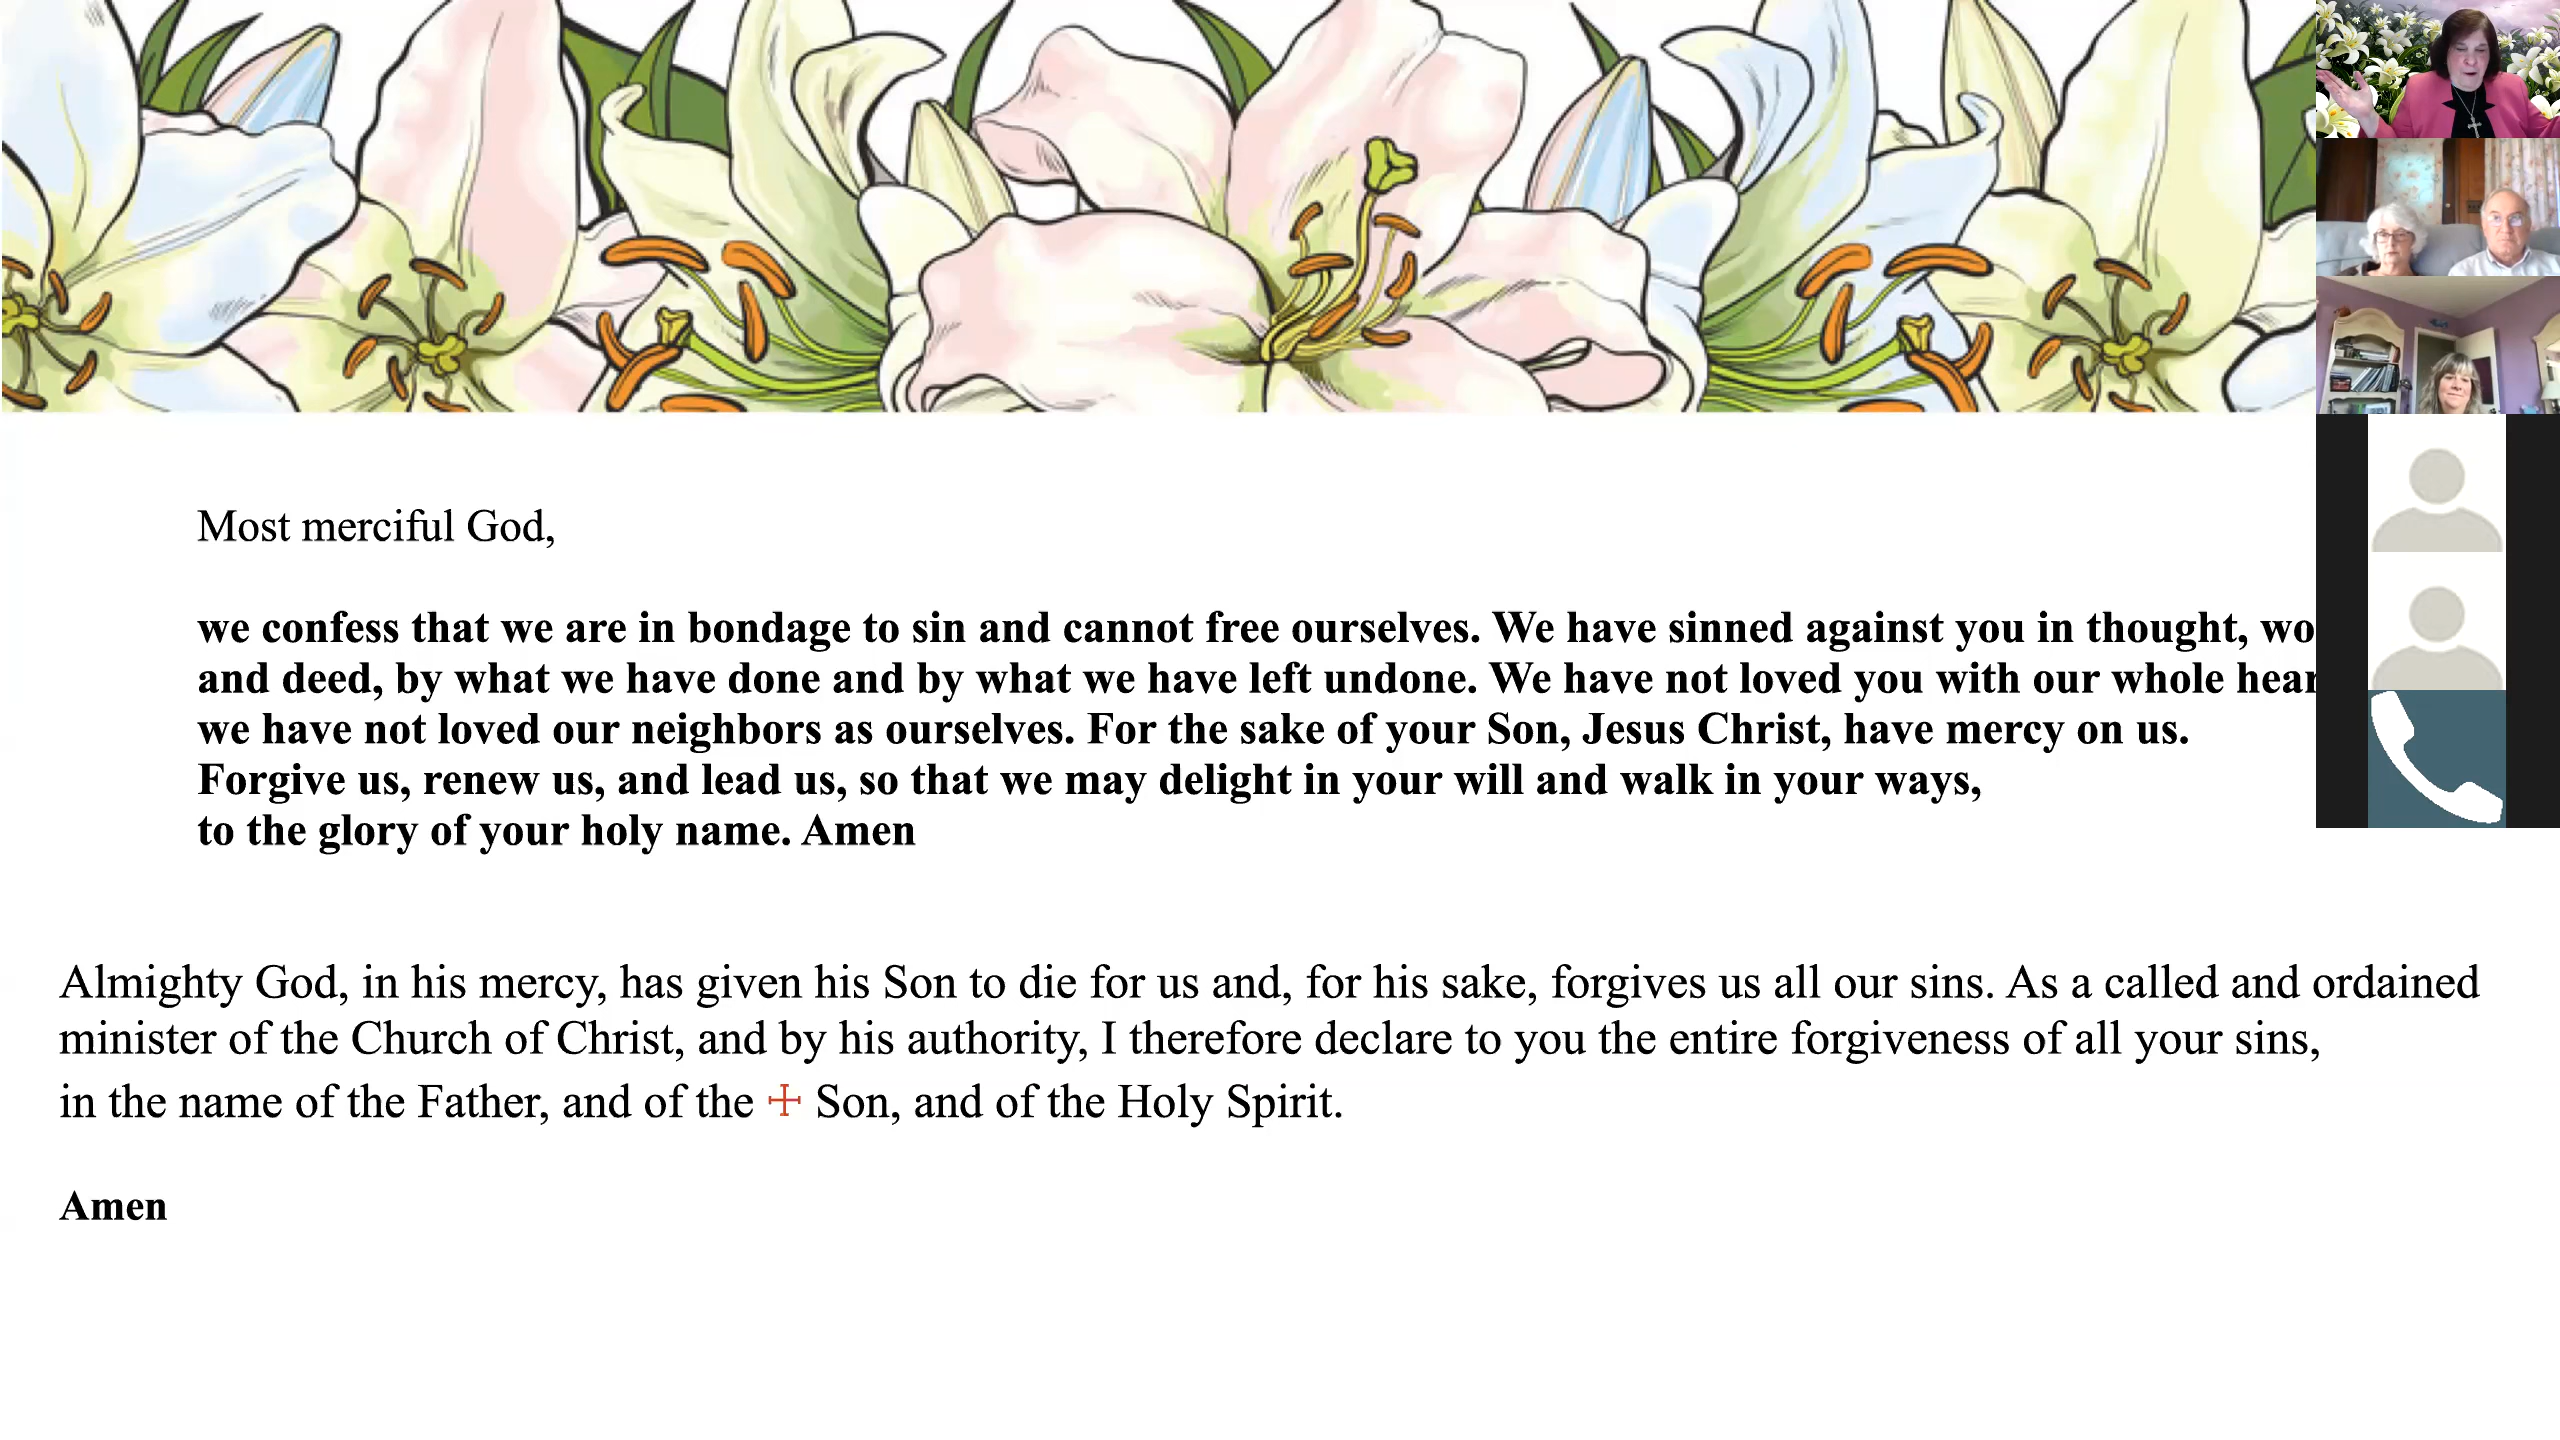 Most merciful God,
we confess that we are in bondage to sin and cannot free ourselves. We have sinned against you in thought, wo
and deed, by what we have done and by what we have left undone. We have not loved you with our whole hear
we have not loved our neighbors as ourselves. For the sake of your Son, Jesus Christ, have mercy on us.
Forgive us, renew us, and lead us, so that we may delight in your will and walk in your ways,
to the glory of your holy name. Amen
Almighty God, in his mercy, has given his Son to die for us and, for his sake, forgives us all our sins. As a called and ordained
minister of the Church of Christ, and by his authority, I therefore declare to you the entire forgiveness of all your sins,
in the name of the Father, and of the ☩ Son, and of the Holy Spirit.
Amen